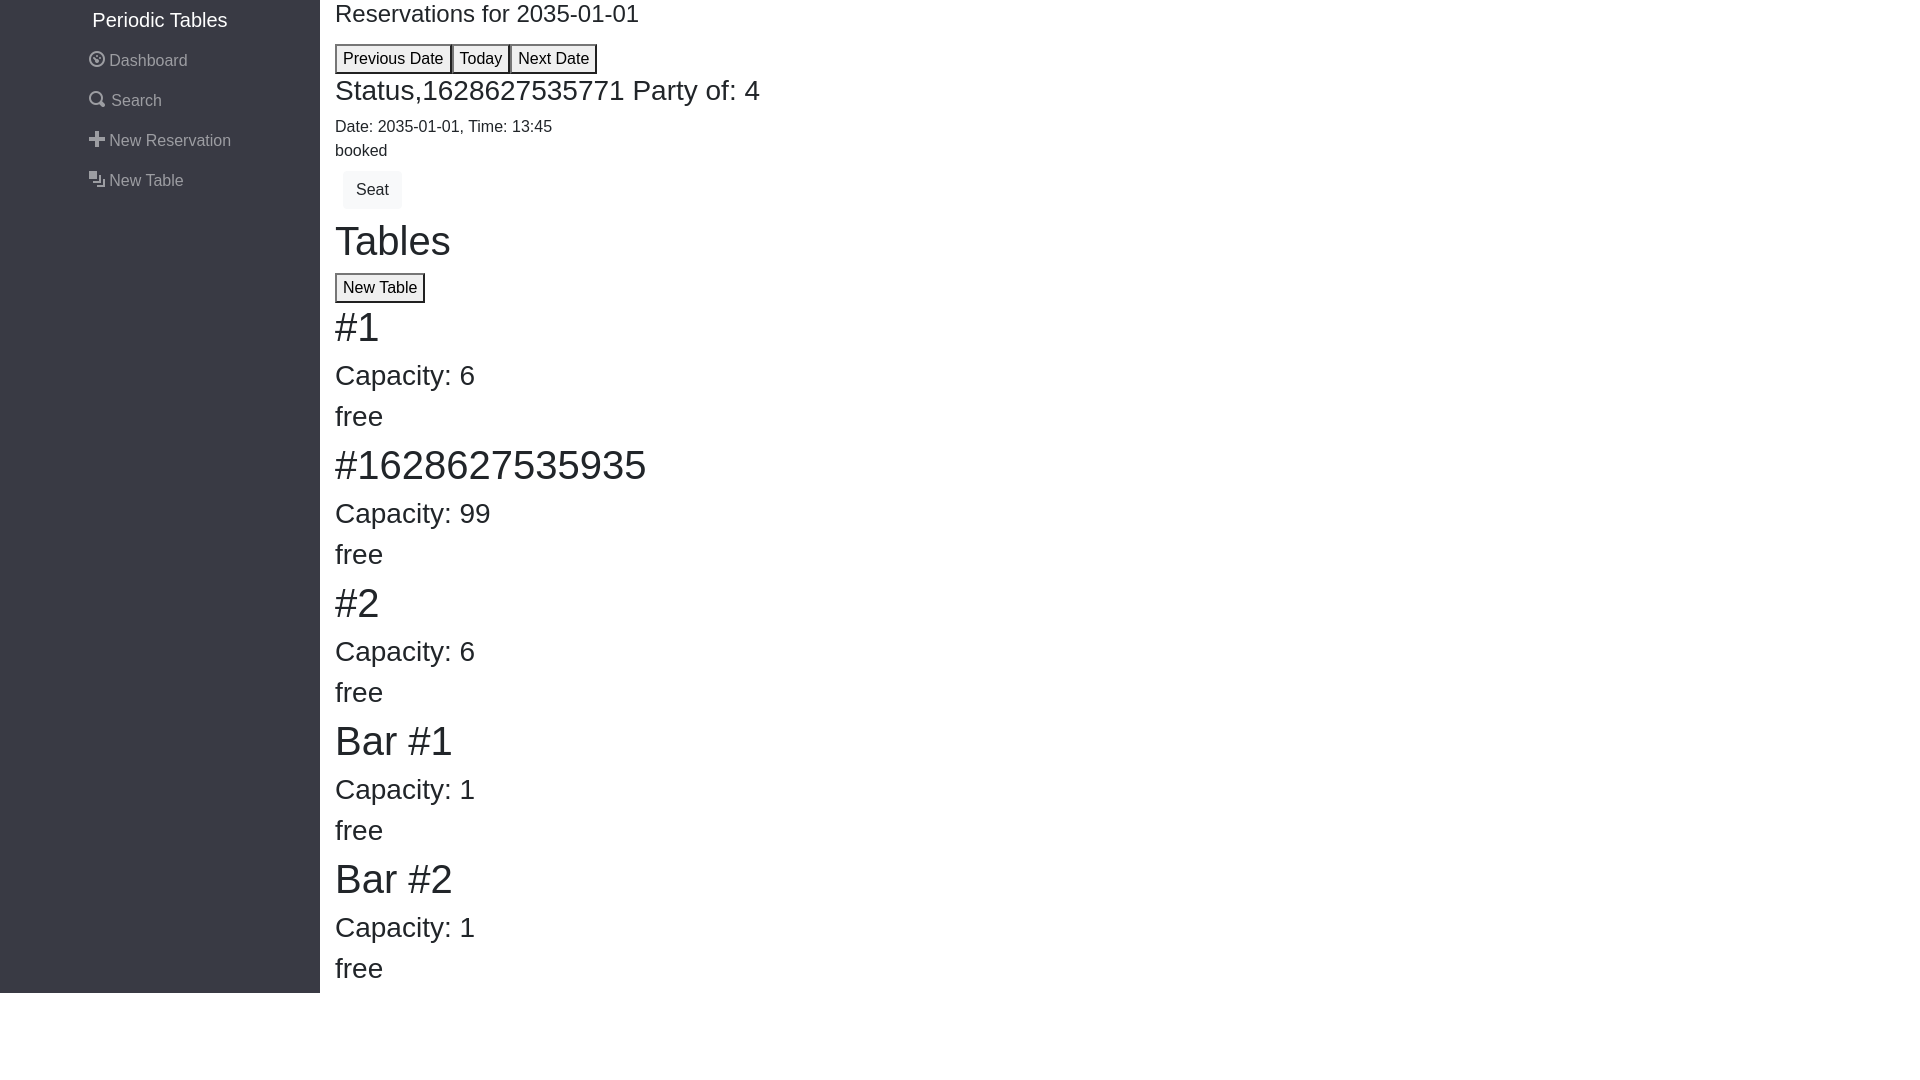 Periodic Tables
Dashboard
Search
New Reservation
New Table
Reservations for 2035-01-01
Previous Date Today Next Date
Status,1628627535771 Party of: 4
Date: 2035-01-01, Time: 13:45
booked
Seat
Tables
New Table
#1
Capacity: 6
free
#1628627535935
Capacity: 99
free
#2
Capacity: 6
free
Bar #1
Capacity: 1
free
Bar #2
Capacity: 1
free